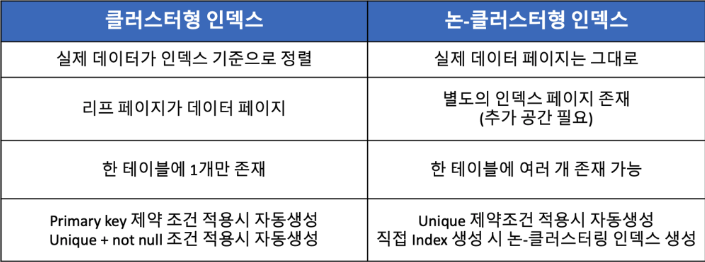 클러스터형 인덱스
논-클러스터형 인덱스
실제 데이터가 인덱스 기준으로 정렬
실제 데이터 페이지는 그대로
리프 페이지가 데이터 페이지
별도의 인덱스 페이지 존재
(추가 공간 필요)
한 테이블에 1개만 존재
한 테이블에 여러 개 존재 가능
Primary key 제약 조건 적용시 자동생성
Unique + not null 조건 적용시 자동생성
Unique 제약조건 적용시 자동생성
직접 Index 생성 시 논-클러스터링 인덱스 생성